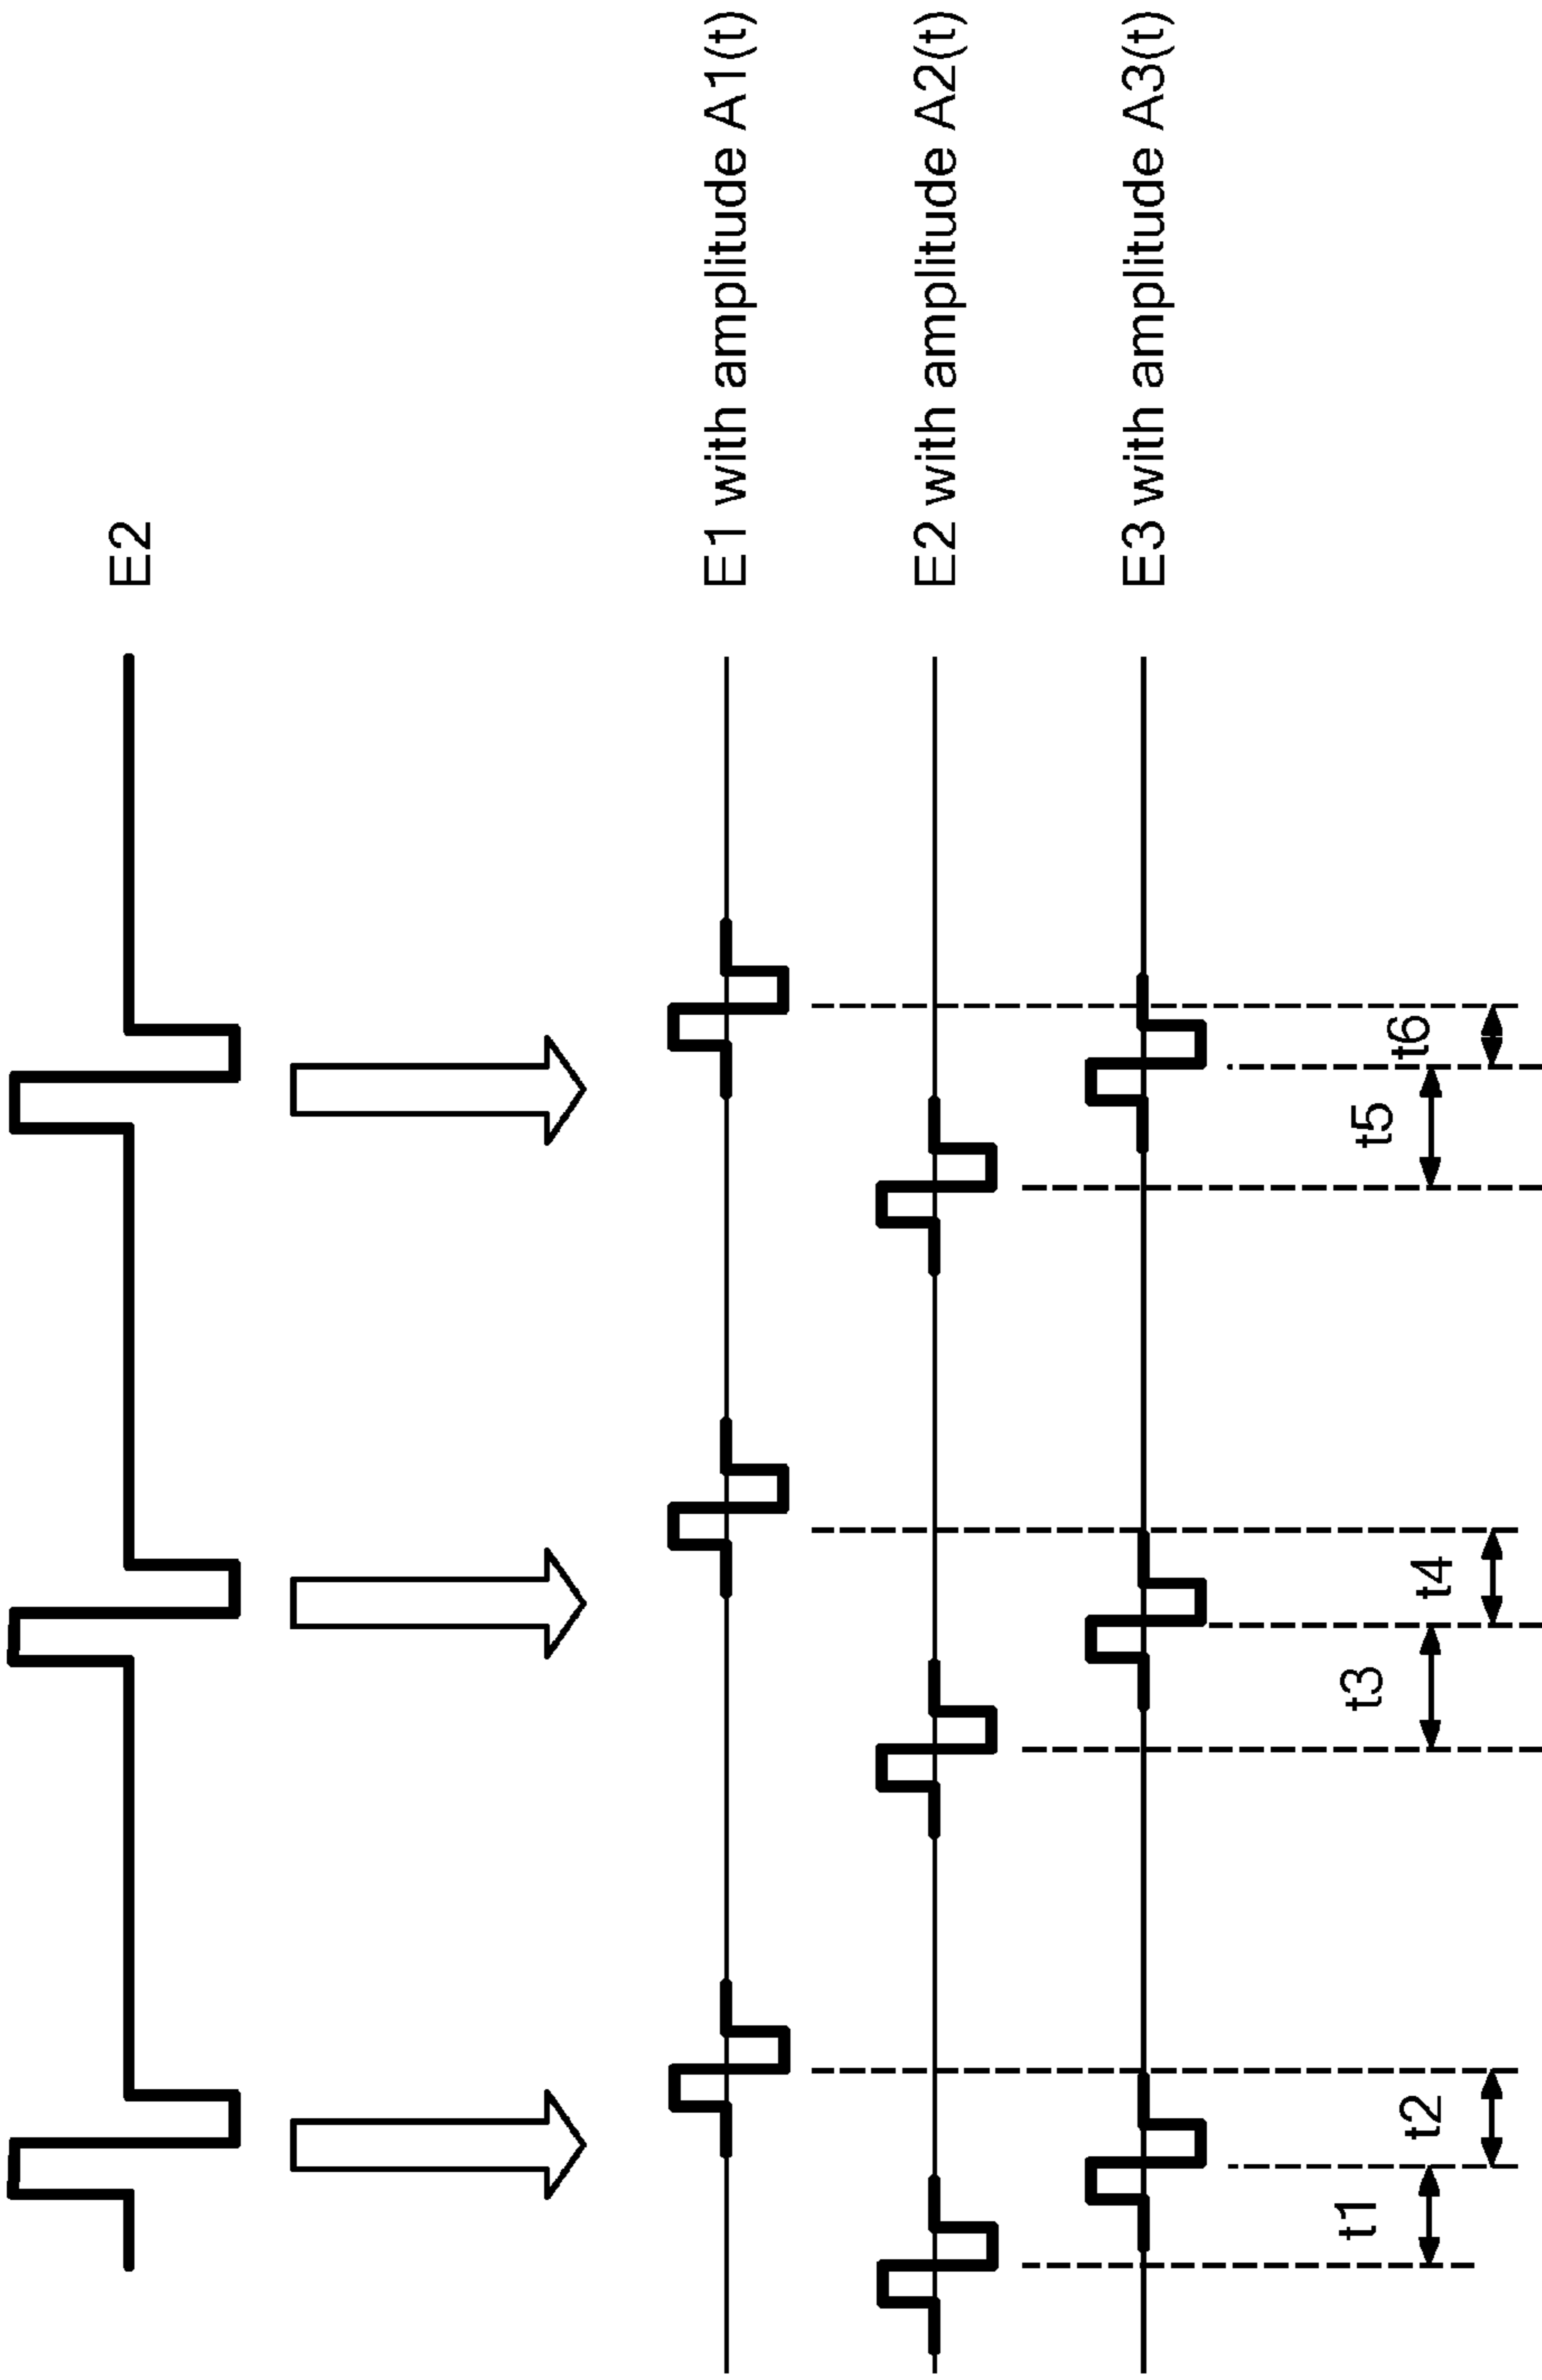 E2
E1 with amplitude A1(t)
E2 with amplitude A2(t)
E3 with amplitude A3(t)
t1
t2
t3
t4
t5
t6